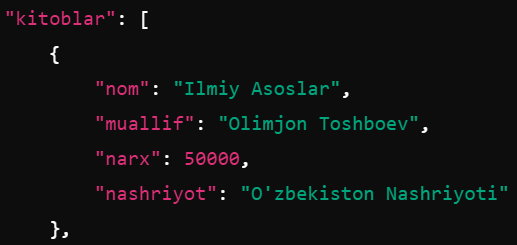 "kitoblar": [
{
"nom": "Ilmiy Asoslar",
"muallif": "Olimjon Toshboev",
"narx": 50000,
"nashriyot": "O'zbekiston Nashriyoti"
},